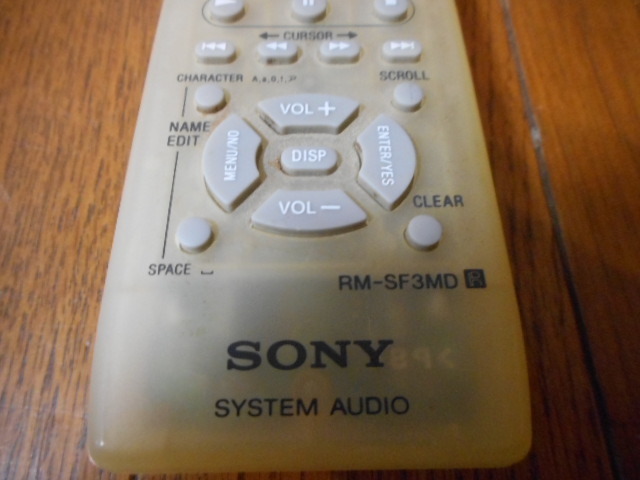 CURSOR
CHARACTER
SCROLL
NAME
EDIT
VOL +
MENU/NO
DISP
ENTER/YES
VOL −
CLEAR
SPACE
RM-SF3MD
SONY
SYSTEM AUDIO